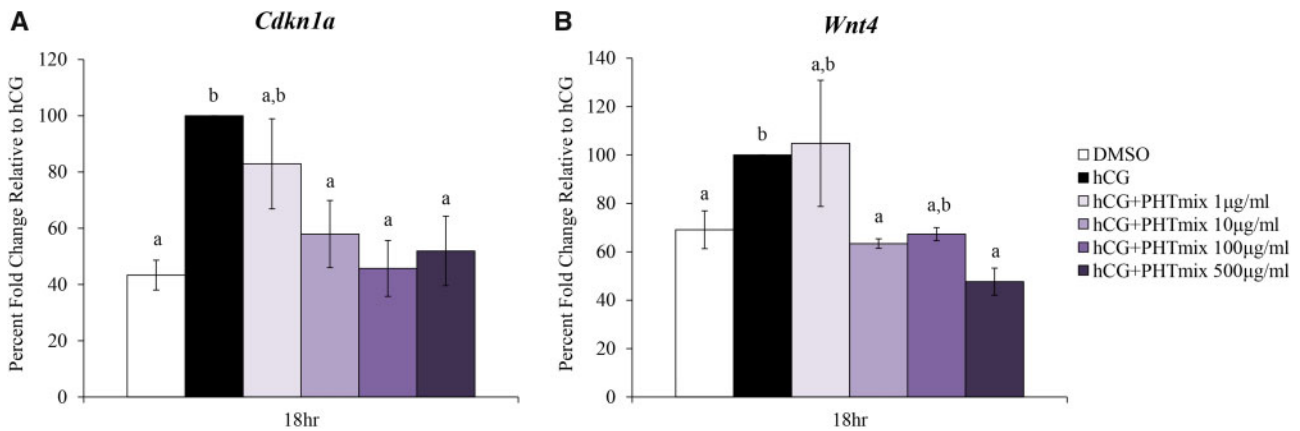 A
Cdkn1a
Percent Fold Change Relative to hCG
120
100
80
60
40
20
0
a
b
a,b
a
a
a
18hr
B
Wnt4
Percent Fold Change Relative to hCG
140
120
100
80
60
40
20
0
a
b
a,b
a
a,b
a
18hr
DMSO
hCG
hCG+PHTmix 1µg/ml
hCG+PHTmix 10µg/ml
hCG+PHTmix 100µg/ml
hCG+PHTmix 500µg/ml